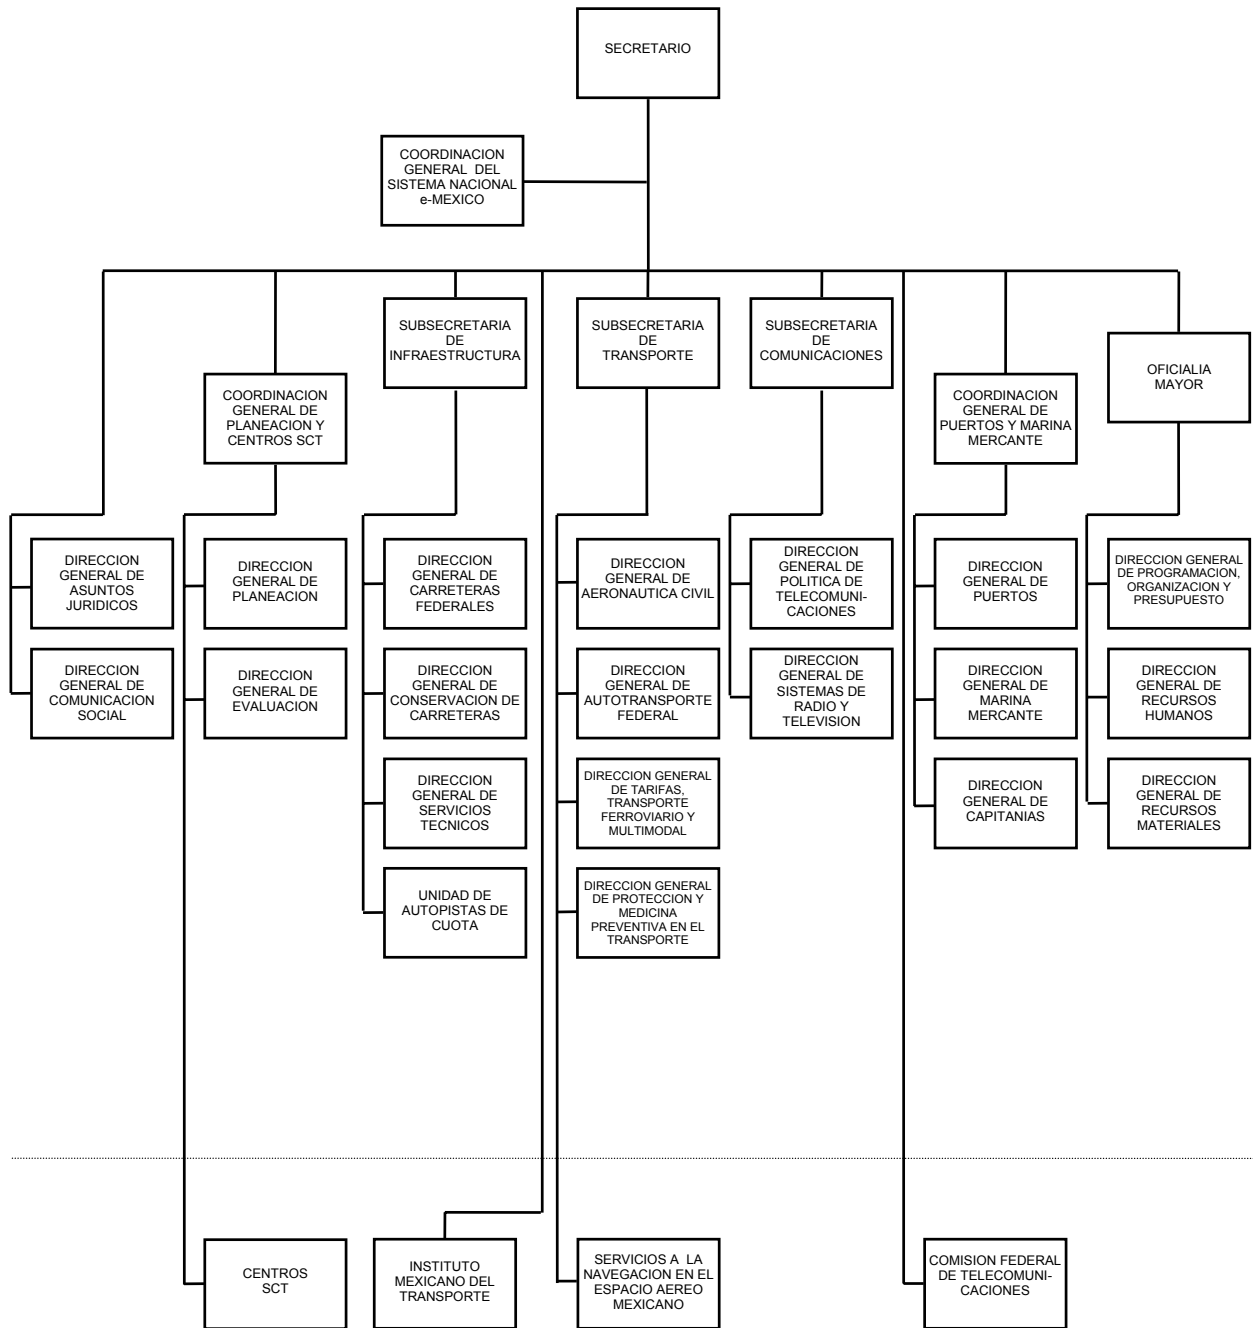 SECRETARIO
COORDINACION
GENERAL DEL
SISTEMA NACIONAL
e-MEXICO
SUBSECRETARIA
DE
INFRAESTRUCTURA
SUBSECRETARIA
DE
TRANSPORTE
SUBSECRETARIA
DE
COMUNICACIONES
OFICIALIA
MAYOR
COORDINACION
GENERAL DE
PLANEACION Y
CENTROS SCT
COORDINACION
GENERAL DE
PUERTOS Y MARINA
MERCANTE
DIRECCION
GENERAL DE
ASUNTOS
JURIDICOS
DIRECCION
GENERAL DE
PLANEACION
DIRECCION
GENERAL DE
CARRETERAS
FEDERALES
DIRECCION
GENERAL DE
AERONAUTICA CIVIL
DIRECCION
GENERAL DE
POLITICA DE
TELECOMUNI-
CACIONES
DIRECCION
GENERAL DE
PUERTOS
DIRECCION GENERAL
DE PROGRAMACION,
ORGANIZACION Y
PRESUPUESTO
DIRECCION
GENERAL DE
COMUNICACION
SOCIAL
DIRECCION
GENERAL DE
EVALUACION
DIRECCION
GENERAL DE
CONSERVACION DE
CARRETERAS
DIRECCION
GENERAL DE
AUTOTRANSPORTE
FEDERAL
DIRECCION
GENERAL DE
SISTEMAS DE
RADIO Y
TELEVISION
DIRECCION
GENERAL DE
MARINA
MERCANTE
DIRECCION
GENERAL DE
RECURSOS
HUMANOS
DIRECCION
GENERAL DE
SERVICIOS
TECNICOS
DIRECCION GENERAL
DE TARIFAS,
TRANSPORTE
FERROVIARIO Y
MULTIMODAL
DIRECCION
GENERAL DE
CAPITANIAS
DIRECCION
GENERAL DE
RECURSOS
MATERIALES
UNIDAD DE
AUTOPISTAS DE
CUOTA
DIRECCION GENERAL
DE PROTECCION Y
MEDICINA
PREVENTIVA EN EL
TRANSPORTE
CENTROS
SCT
INSTITUTO
MEXICANO DEL
TRANSPORTE
SERVICIOS A LA
NAVEGACION EN EL
ESPACIO AEREO
MEXICANO
COMISION FEDERAL
DE TELECOMUNI-
CACIONES